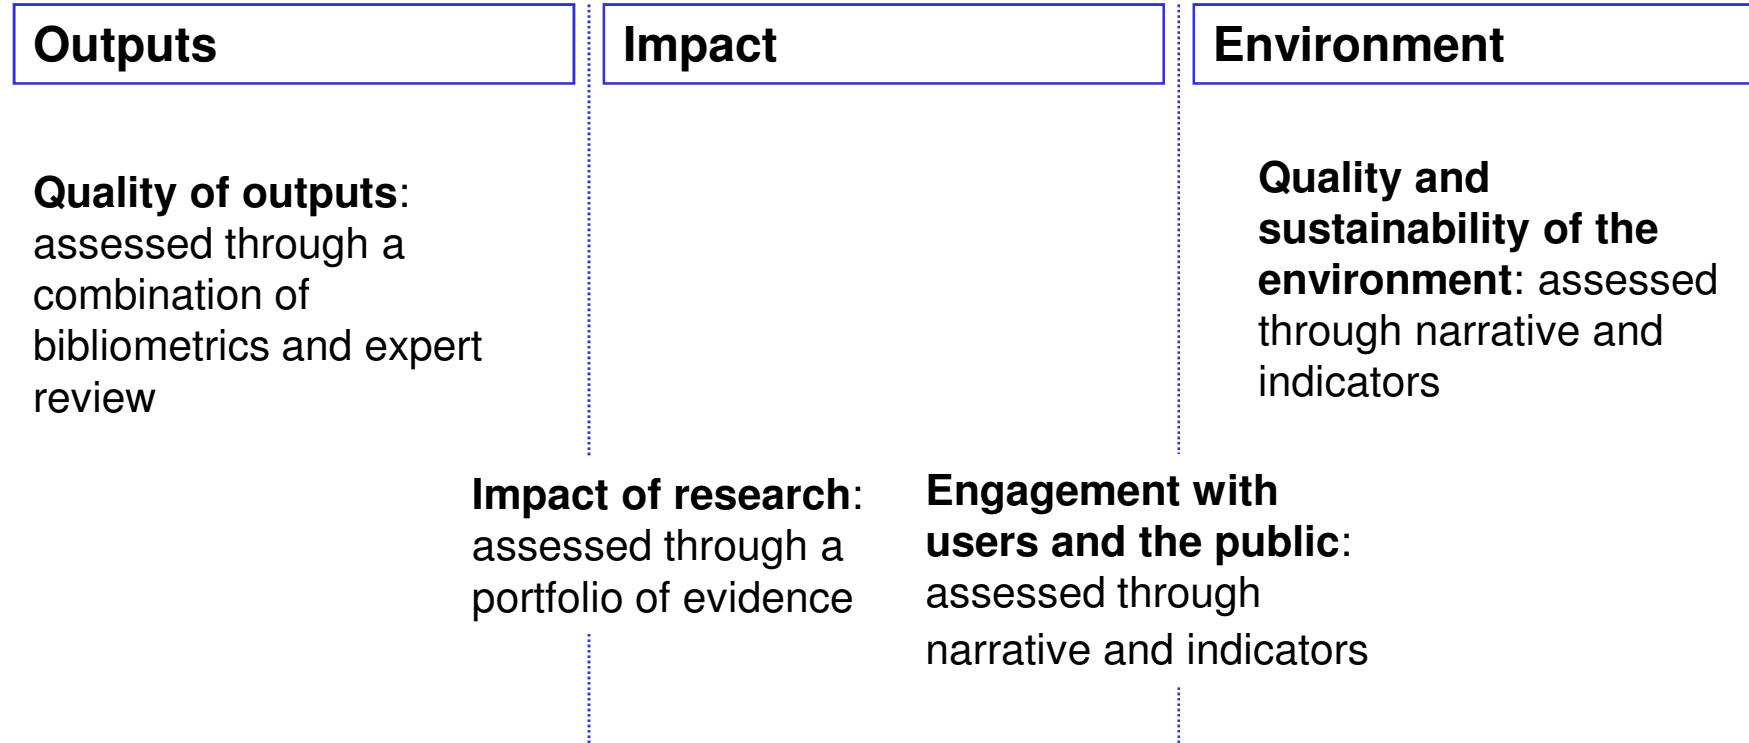 Outputs
Impact
Environment
Quality of outputs:
assessed through a
combination of
bibliometrics and expert
review
Quality and
sustainability of the
environment: assessed
through narrative and
indicators
Impact of research:
assessed through a
portfolio of evidence
Engagement with
users and the public:
assessed through
narrative and indicators